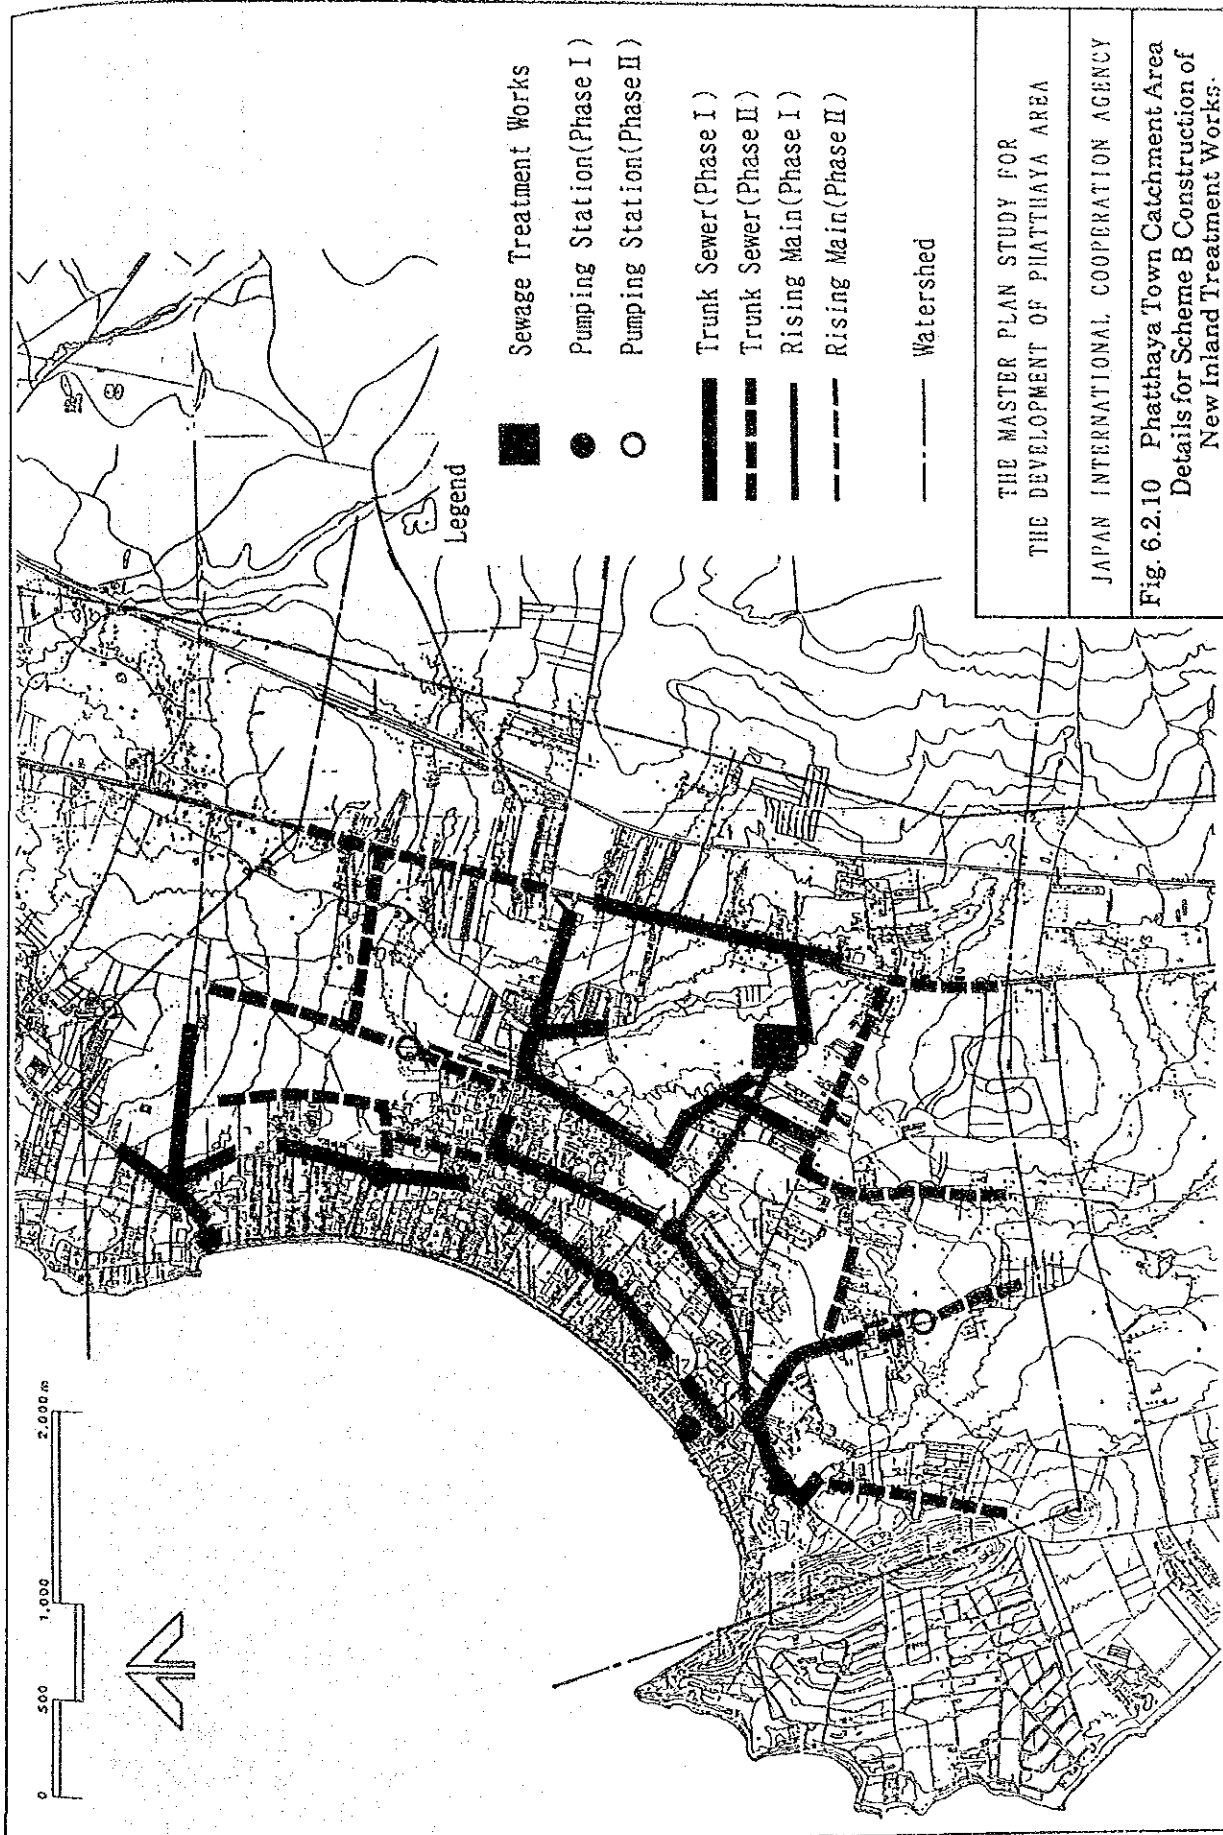 0 500 1,000 2,000 m
Legend
Sewage Treatment Works
Pumping Station(Phase I)
Pumping Station(Phase II)
Trunk Sewer(Phase I)
Trunk Sewer(Phase II)
Rising Main(Phase I)
Rising Main(Phase II)
Watershed
THE MASTER PLAN STUDY FOR
THE DEVELOPMENT OF PHATTHAYA AREA
JAPAN INTERNATIONAL COOPERATION AGENCY
Fig. 6.2.10 Phatthaya Town Catchment Area
Details for Scheme B Construction of
New Inland Treatment Works.